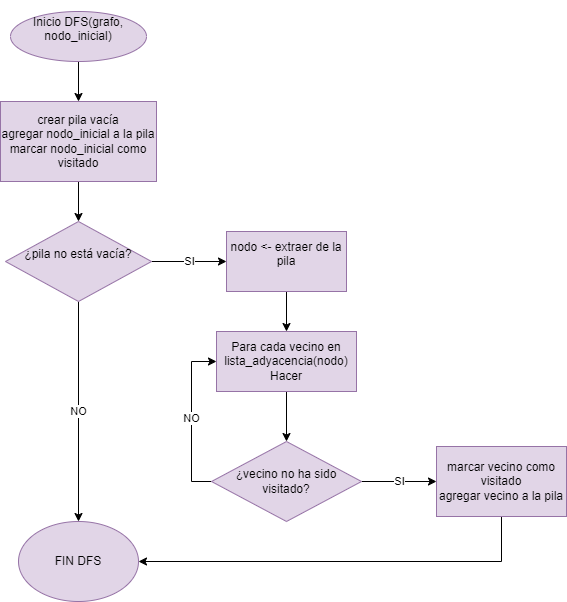 Inicio DFS(grafo,
nodo_inicial)
crear pila vacía
agregar nodo_inicial a la pila
marcar nodo_inicial como
visitado
¿pila no está vacía?
SI
nodo <- extraer de la
pila
Para cada vecino en
lista_adyacencia(nodo)
Hacer
NO
NO
¿vecino no ha sido
visitado?
SI
marcar vecino como
visitado
agregar vecino a la pila
FIN DFS